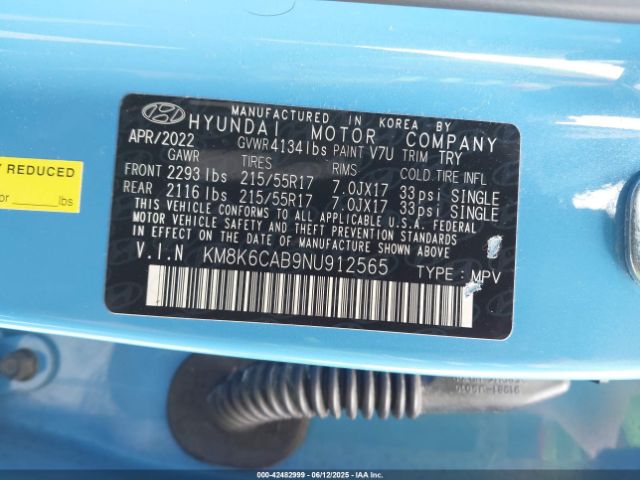 MANUFACTURED IN KOREA BY
HYUNDAI MOTOR COMPANY
APR/2022 GVWR 4134 lbs PAINT V7U TRIM TRY
GAWR TIRES RIMS COLD TIRE INFL
FRONT 2293 lbs 215/55R17 7.0JX17 33psi SINGLE
REAR 2116 lbs 215/55R17 7.0JX17 33psi SINGLE
THIS VEHICLE CONFORMS TO ALL APPLICABLE U.S.A. FEDERAL
MOTOR VEHICLE SAFETY, BUMPER, AND THEFT PREVENTION
STANDARDS IN EFFECT ON THE DATE OF MANUFACTURE SHOWN ABOVE.
V.I.N KM8K6CAB9NU912565 TYPE : MPV
Y REDUCED
lbs
000-42482999 - 06/12/2025 - IAAI.COM